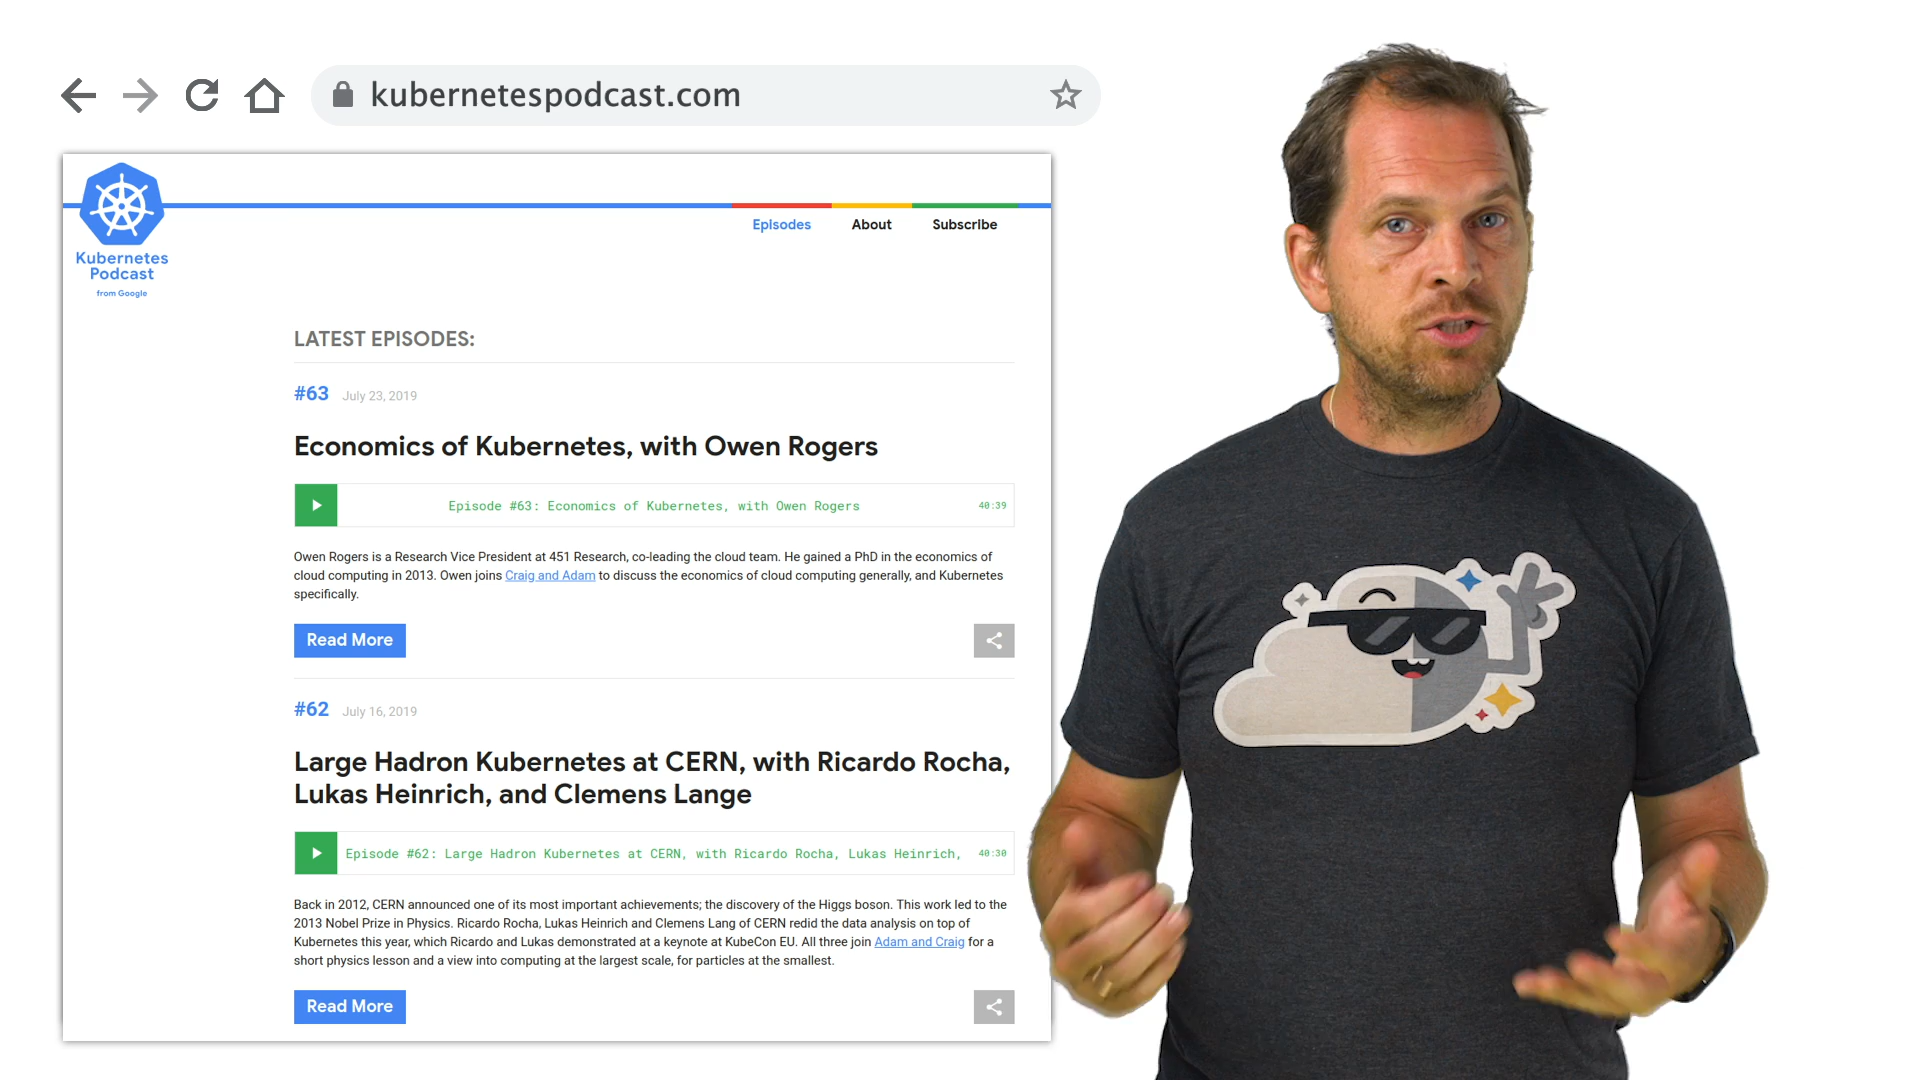 kubernetespodcast.com
Kubernetes
Podcast
from Google
Episodes About Subscribe
LATEST EPISODES:
#63 July 23, 2019
Economics of Kubernetes, with Owen Rogers
Episode #63: Economics of Kubernetes, with Owen Rogers 40:39
Owen Rogers is a Research Vice President at 451 Research, co-leading the cloud team. He gained a PhD in the economics of
cloud computing in 2013. Owen joins Craig and Adam to discuss the economics of cloud computing generally, and Kubernetes
specifically.
Read More
#62 July 16, 2019
Large Hadron Kubernetes at CERN, with Ricardo Rocha,
Lukas Heinrich, and Clemens Lange
Episode #62: Large Hadron Kubernetes at CERN, with Ricardo Rocha, Lukas Heinrich, 40:30
Back in 2012, CERN announced one of its most important achievements; the discovery of the Higgs boson. This work led to the
2013 Nobel Prize in Physics. Ricardo Rocha, Lukas Heinrich and Clemens Lang of CERN redid the data analysis on top of
Kubernetes this year, which Ricardo and Lukas demonstrated at a keynote at KubeCon EU. All three join Adam and Craig for a
short physics lesson and a view into computing at the largest scale, for particles at the smallest.
Read More